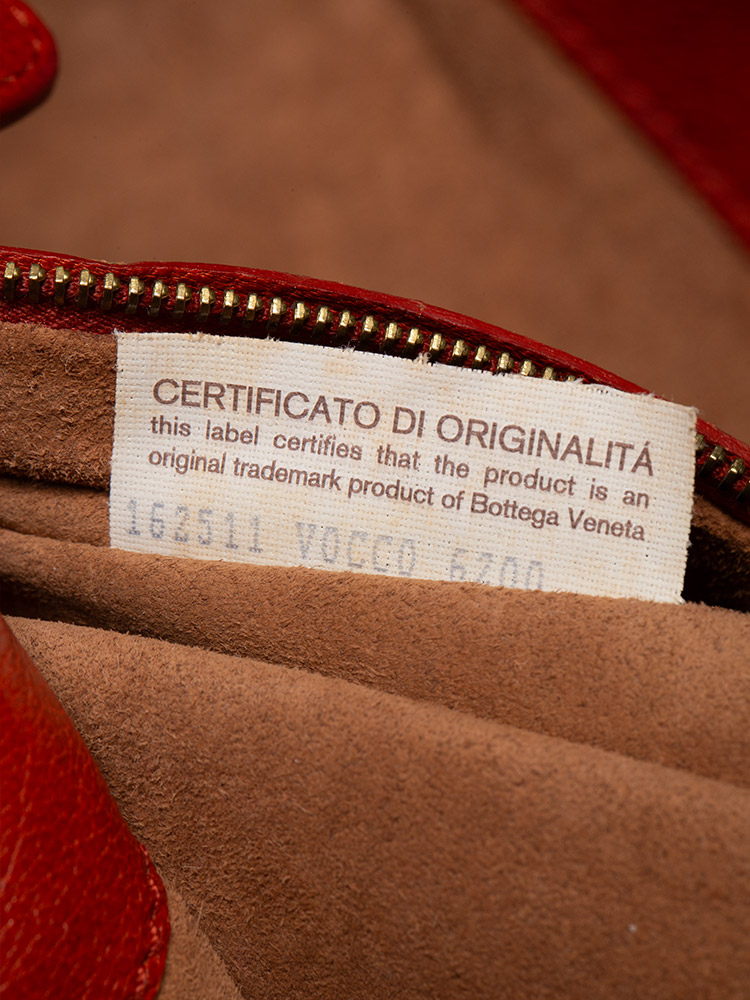 CERTIFICATO DI ORIGINALITÁ
this label certifies that the product is an
original trademark product of Bottega Veneta
162511 VOCCO 6200